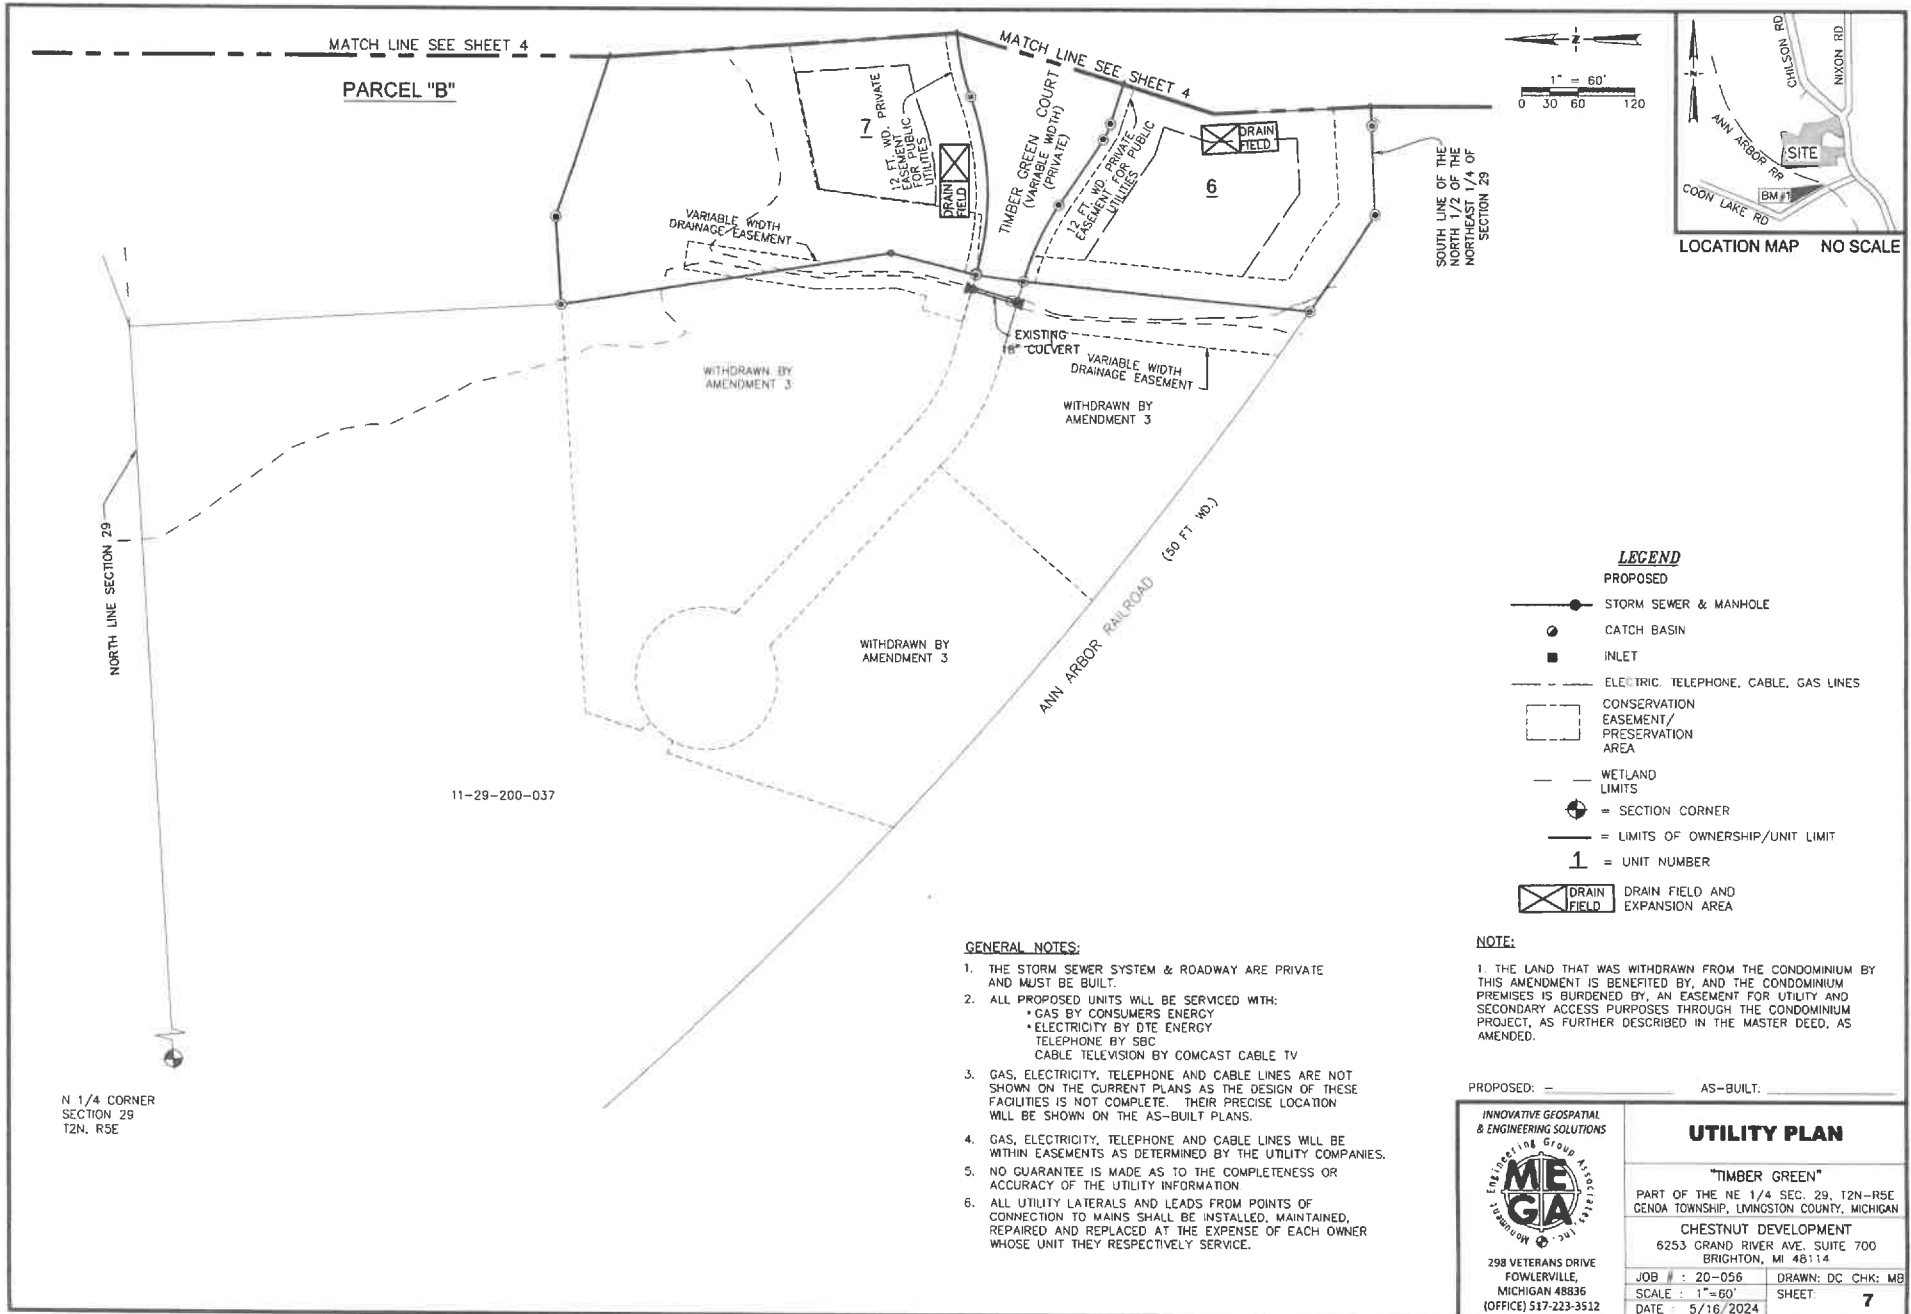 MATCH LINE SEE SHEET 4
PARCEL "B"
MATCH LINE SEE SHEET 4
7
12 FT. WD. PRIVATE
EASEMENT
FOR PUBLIC
UTILITIES
DRAIN
FIELD
TIMBER GREEN COURT
(VARIABLE WIDTH)
(PRIVATE)
12 FT. WD. PRIVATE
EASEMENT FOR PUBLIC
UTILITIES
DRAIN
FIELD
6
VARIABLE WIDTH
DRAINAGE EASEMENT
SOUTH LINE OF THE
NORTH 1/2 OF THE
NORTHEAST 1/4 OF
SECTION 29
Z
1" = 60'
0 30 60 120
CHILSON RD
NIXON RD
N
ANN ARBOR RR
SITE
BM#1
COON LAKE RD
LOCATION MAP NO SCALE
EXISTING
18" CULVERT
VARIABLE WIDTH
DRAINAGE EASEMENT
WITHDRAWN BY
AMENDMENT 3
WITHDRAWN BY
AMENDMENT 3
WITHDRAWN BY
AMENDMENT 3
NORTH LINE SECTION 29
ANN ARBOR RAILROAD (50 FT. WD.)
11-29-200-037
N 1/4 CORNER
SECTION 29
T2N, R5E
LEGEND
PROPOSED
STORM SEWER & MANHOLE
CATCH BASIN
INLET
ELECTRIC, TELEPHONE, CABLE, GAS LINES
CONSERVATION
EASEMENT/
PRESERVATION
AREA
WETLAND
LIMITS
= SECTION CORNER
= LIMITS OF OWNERSHIP/UNIT LIMIT
1 = UNIT NUMBER
DRAIN
FIELD
DRAIN FIELD AND
EXPANSION AREA
GENERAL NOTES:
1. THE STORM SEWER SYSTEM & ROADWAY ARE PRIVATE
AND MUST BE BUILT.
2. ALL PROPOSED UNITS WILL BE SERVICED WITH:
• GAS BY CONSUMERS ENERGY
• ELECTRICITY BY DTE ENERGY
TELEPHONE BY SBC
CABLE TELEVISION BY COMCAST CABLE TV
3. GAS, ELECTRICITY, TELEPHONE AND CABLE LINES ARE NOT
SHOWN ON THE CURRENT PLANS AS THE DESIGN OF THESE
FACILITIES IS NOT COMPLETE. THEIR PRECISE LOCATION
WILL BE SHOWN ON THE AS-BUILT PLANS.
4. GAS, ELECTRICITY, TELEPHONE AND CABLE LINES WILL BE
WITHIN EASEMENTS AS DETERMINED BY THE UTILITY COMPANIES.
5. NO GUARANTEE IS MADE AS TO THE COMPLETENESS OR
ACCURACY OF THE UTILITY INFORMATION
6. ALL UTILITY LATERALS AND LEADS FROM POINTS OF
CONNECTION TO MAINS SHALL BE INSTALLED, MAINTAINED,
REPAIRED AND REPLACED AT THE EXPENSE OF EACH OWNER
WHOSE UNIT THEY RESPECTIVELY SERVICE.
NOTE:
1. THE LAND THAT WAS WITHDRAWN FROM THE CONDOMINIUM BY
THIS AMENDMENT IS BENEFITED BY, AND THE CONDOMINIUM
PREMISES IS BURDENED BY, AN EASEMENT FOR UTILITY AND
SECONDARY ACCESS PURPOSES THROUGH THE CONDOMINIUM
PROJECT, AS FURTHER DESCRIBED IN THE MASTER DEED, AS
AMENDED.
PROPOSED: AS-BUILT:
INNOVATIVE GEOSPATIAL
& ENGINEERING SOLUTIONS
Monument Engineering Group Associates, Inc.
MEGA
298 VETERANS DRIVE
FOWLERVILLE,
MICHIGAN 48836
(OFFICE) 517-223-3512
UTILITY PLAN
"TIMBER GREEN"
PART OF THE NE 1/4 SEC. 29, T2N-R5E
GENOA TOWNSHIP, LIVINGSTON COUNTY, MICHIGAN
CHESTNUT DEVELOPMENT
6253 GRAND RIVER AVE. SUITE 700
BRIGHTON, MI 48114
JOB # : 20-056 DRAWN: DC CHK: MB
SCALE : 1"=60'
SHEET: 7
DATE : 5/16/2024